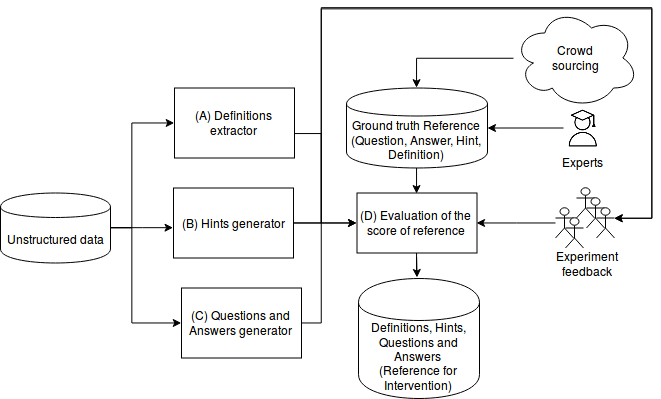 Crowd
sourcing
(A) Definitions
extractor
Ground truth Reference
(Question, Answer, Hint,
Definition)
Experts
Unstructured data
(B) Hints generator
(D) Evaluation of the
score of reference
Experiment
feedback
(C) Questions and
Answers generator
Definitions, Hints,
Questions and
Answers
(Reference for
Intervention)